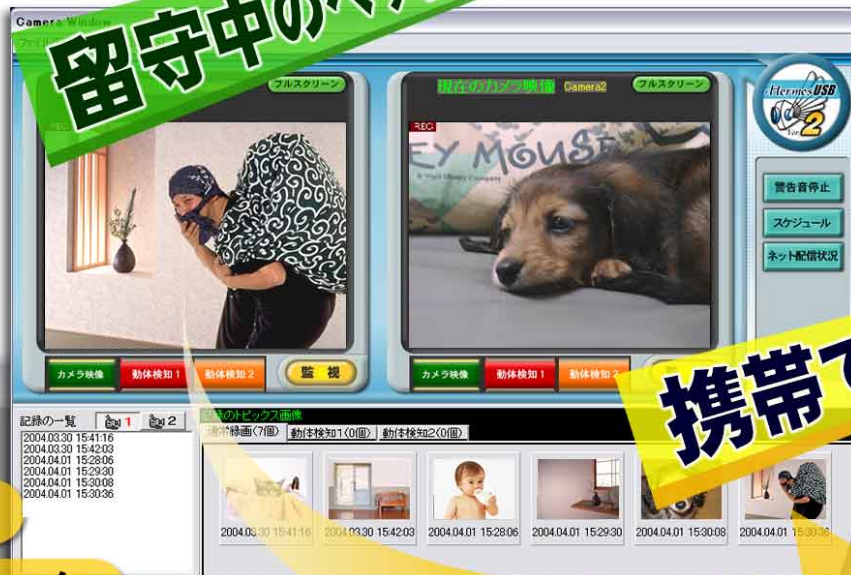 Camera Window
留守中の
フルスクリーン
REC
現在のカメラ映像 Camera2
フルスクリーン
REC
EY MOUSE
© Walt Disney Company
Hermes USB
Ver.2
警告音停止
スケジュール
ネット配信状況
カメラ映像
動体検知1
動体検知2
監視
カメラ映像
動体検知1
動体検知2
携帯で
記録の一覧
1
2
2004.03.30 15:41:16
2004.03.30 15:42:03
2004.04.01 15:28:06
2004.04.01 15:29:30
2004.04.01 15:30:08
2004.04.01 15:30:36
記録のトピックス画像
通常録画(7個)
動体検知1(0個)
動体検知2(0個)
2004.03.30 15:41:16
2004.03.30 15:42:03
2004.04.01 15:28:06
2004.04.01 15:29:30
2004.04.01 15:30:08
2004.04.01 15:30:36